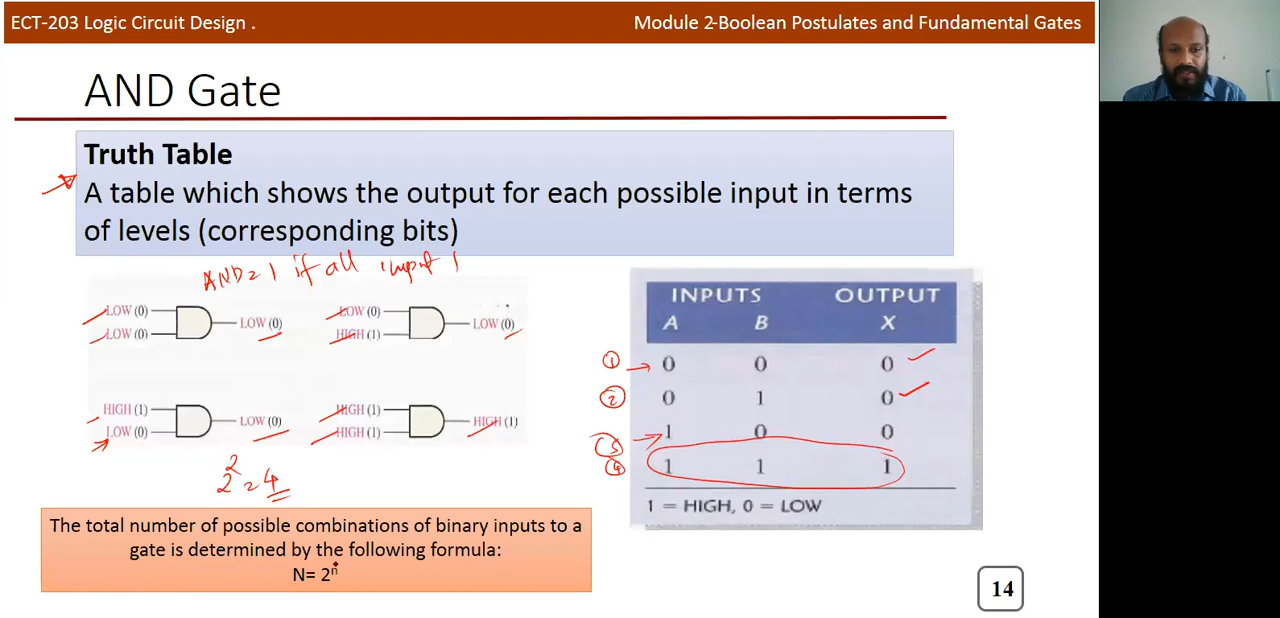 ECT-203 Logic Circuit Design .
Module 2-Boolean Postulates and Fundamental Gates
AND Gate
Truth Table
A table which shows the output for each possible input in terms
of levels (corresponding bits)
AND=1 if all input 1
LOW (0)
LOW (0)
LOW (0)
LOW (0)
HIGH (1)
LOW (0)
HIGH (1)
LOW (0)
LOW (0)
HIGH (1)
HIGH (1)
HIGH (1)
2² = 4
The total number of possible combinations of binary inputs to a
gate is determined by the following formula:
N= 2ⁿ
INPUTS OUTPUT
A B X
① 0 0 0
② 0 1 0
③ 1 0 0
④ 1 1 1
1 = HIGH, 0 = LOW
14